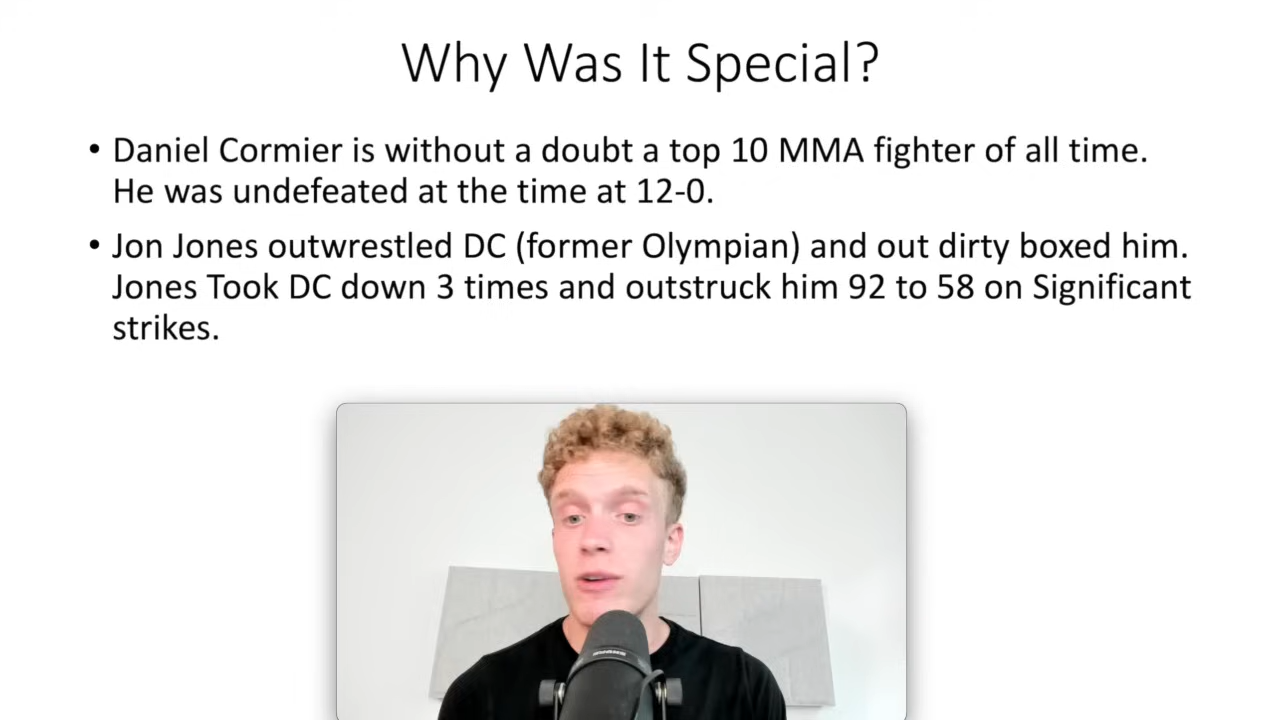 Why Was It Special?
• Daniel Cormier is without a doubt a top 10 MMA fighter of all time.
He was undefeated at the time at 12-0.
• Jon Jones outwrestled DC (former Olympian) and out dirty boxed him.
Jones Took DC down 3 times and outstruck him 92 to 58 on Significant
strikes.
SHURE